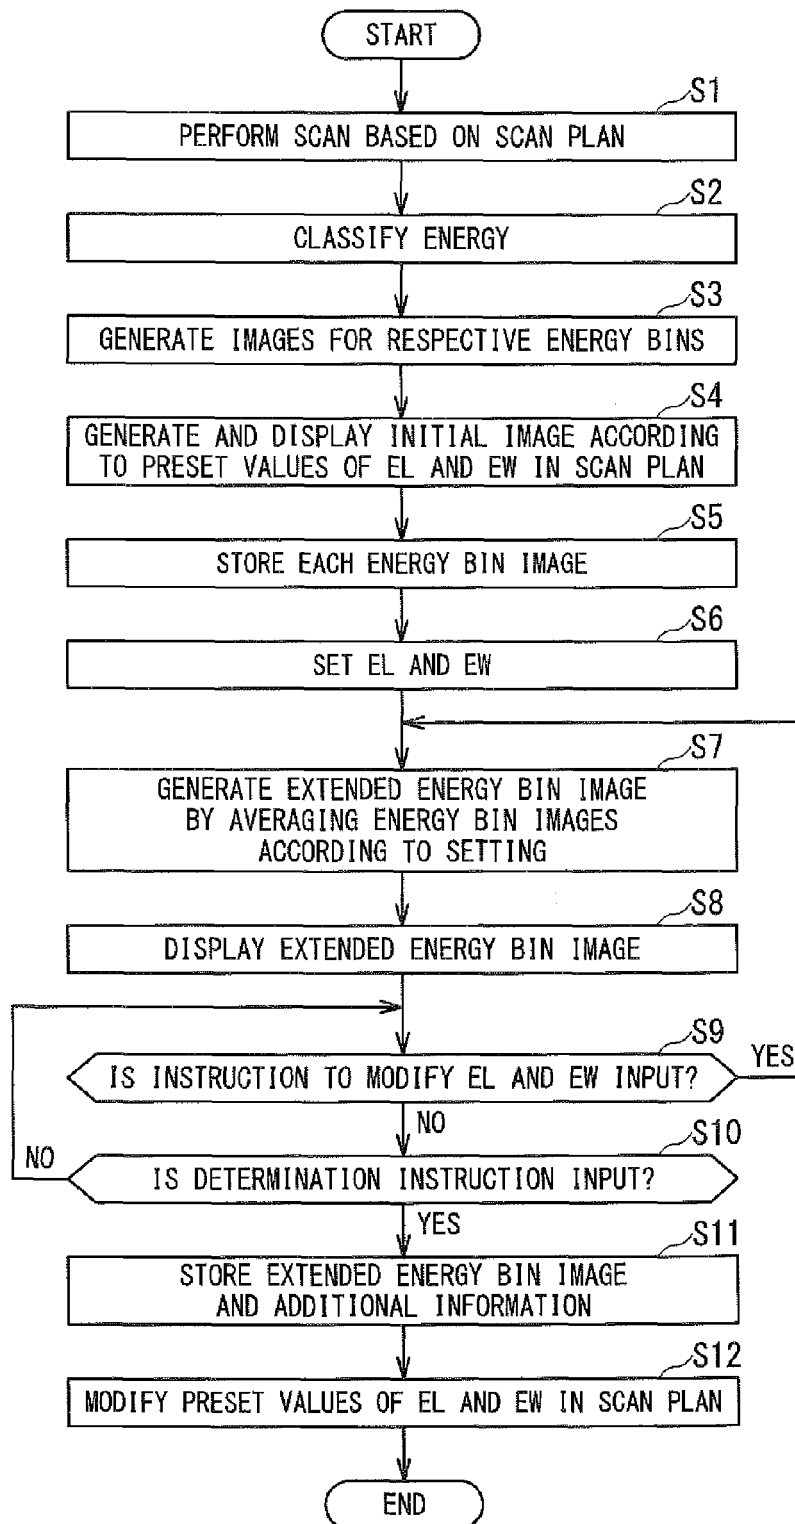 START
S1
PERFORM SCAN BASED ON SCAN PLAN
S2
CLASSIFY ENERGY
S3
GENERATE IMAGES FOR RESPECTIVE ENERGY BINS
S4
GENERATE AND DISPLAY INITIAL IMAGE ACCORDING
TO PRESET VALUES OF EL AND EW IN SCAN PLAN
S5
STORE EACH ENERGY BIN IMAGE
S6
SET EL AND EW
S7
GENERATE EXTENDED ENERGY BIN IMAGE
BY AVERAGING ENERGY BIN IMAGES
ACCORDING TO SETTING
S8
DISPLAY EXTENDED ENERGY BIN IMAGE
S9
IS INSTRUCTION TO MODIFY EL AND EW INPUT?
YES
NO
S10
NO
IS DETERMINATION INSTRUCTION INPUT?
YES
S11
STORE EXTENDED ENERGY BIN IMAGE
AND ADDITIONAL INFORMATION
S12
MODIFY PRESET VALUES OF EL AND EW IN SCAN PLAN
END